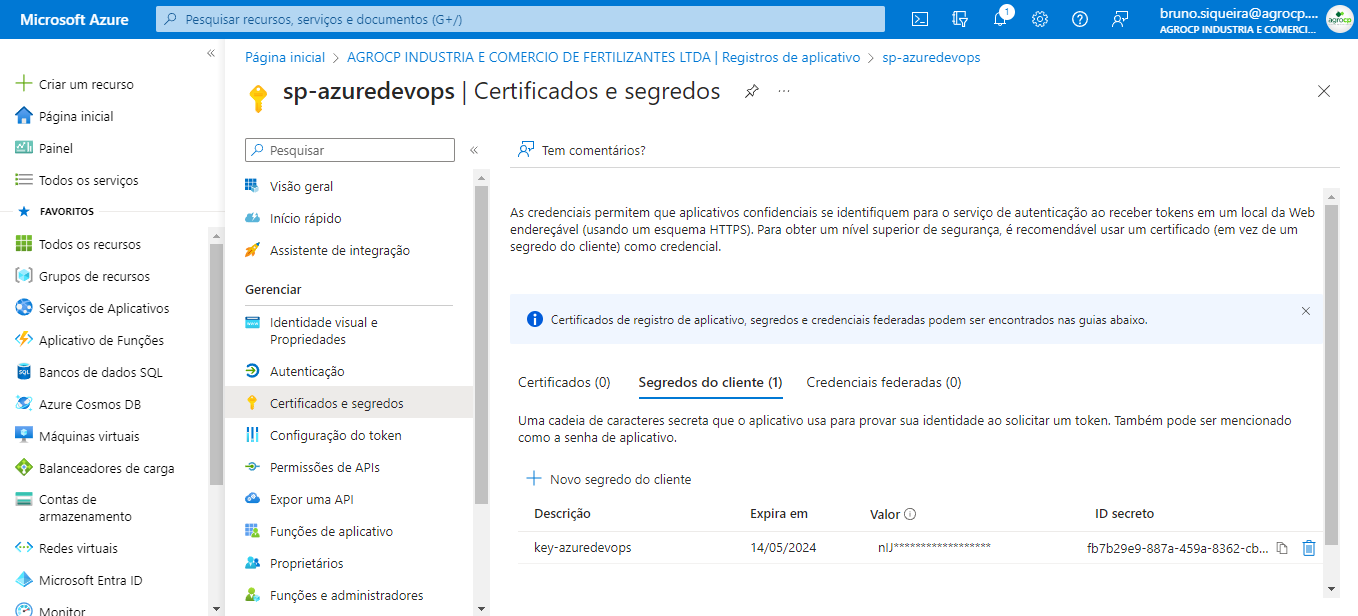 Microsoft Azure
Pesquisar recursos, serviços e documentos (G+/)
1
bruno.siqueira@agrocp....
AGROCP INDUSTRIA E COMERCI...
agrocp
Criar um recurso
Página inicial
Painel
Todos os serviços
FAVORITOS
Todos os recursos
Grupos de recursos
Serviços de Aplicativos
Aplicativo de Funções
Bancos de dados SQL
Azure Cosmos DB
Máquinas virtuais
Balanceadores de carga
Contas de
armazenamento
Redes virtuais
Microsoft Entra ID
Monitor
Página inicial > AGROCP INDUSTRIA E COMERCIO DE FERTILIZANTES LTDA | Registros de aplicativo > sp-azuredevops
sp-azuredevops | Certificados e segredos
Pesquisar
Visão geral
Início rápido
Assistente de integração
Gerenciar
Identidade visual e
Propriedades
Autenticação
Certificados e segredos
Configuração do token
Permissões de APIs
Expor uma API
Funções de aplicativo
Proprietários
Funções e administradores
Tem comentários?
As credenciais permitem que aplicativos confidenciais se identifiquem para o serviço de autenticação ao receber tokens em um local da Web
endereçável (usando um esquema HTTPS). Para obter um nível superior de segurança, é recomendável usar um certificado (em vez de um
segredo do cliente) como credencial.
Certificados de registro de aplicativo, segredos e credenciais federadas podem ser encontrados nas guias abaixo.
Certificados (0) Segredos do cliente (1) Credenciais federadas (0)
Uma cadeia de caracteres secreta que o aplicativo usa para provar sua identidade ao solicitar um token. Também pode ser mencionado
como a senha de aplicativo.
Novo segredo do cliente
Descrição Expira em Valor ID secreto
key-azuredevops 14/05/2024 nIJ****************** fb7b29e9-887a-459a-8362-cb...